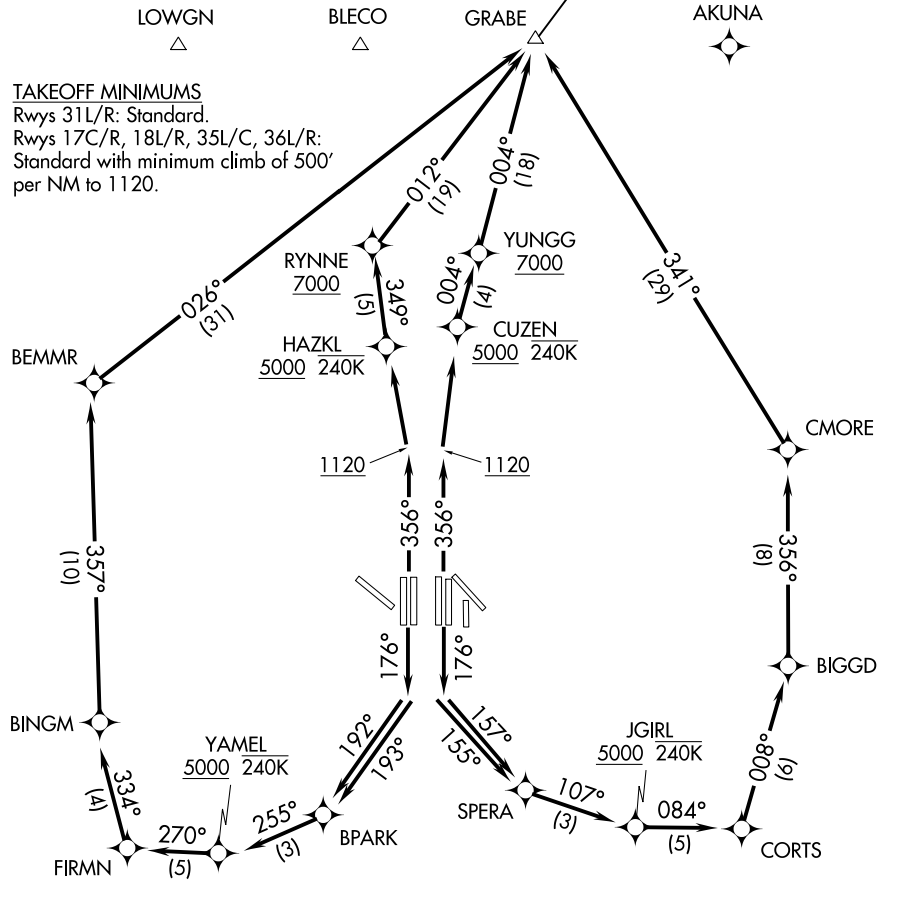 LOWGN
BLECO
GRABE
AKUNA
TAKEOFF MINIMUMS
Rwys 31L/R: Standard.
Rwys 17C/R, 18L/R, 35L/C, 36L/R:
Standard with minimum climb of 500’
per NM to 1120.
004°
(18)
012°
(19)
RYNNE
7000
YUNGG
7000
026°
(31)
349°
(5)
004°
(4)
341°
(29)
HAZKL
5000 240K
CUZEN
5000 240K
BEMMR
CMORE
1120
1120
356°
356°
357°
(10)
356°
(8)
176°
176°
BINGM
BIGGD
192°
193°
157°
155°
YAMEL
5000 240K
JGIRL
5000 240K
334°
(4)
008°
(6)
SPERA
107°
(3)
084°
(5)
255°
(3)
270°
(5)
BPARK
FIRMN
CORTS